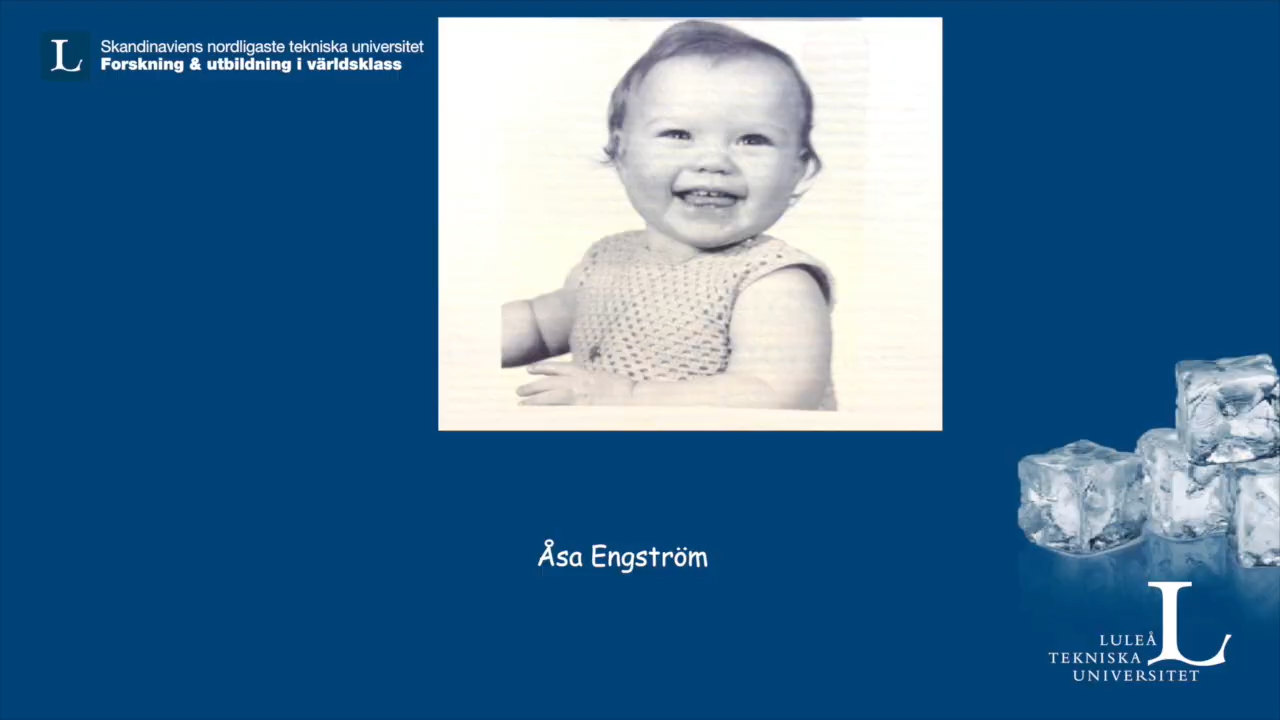 L
Skandinaviens nordligaste tekniska universitet
Forskning & utbildning i världsklass
Åsa Engström
L
LULEÅ
TEKNISKA
UNIVERSITET